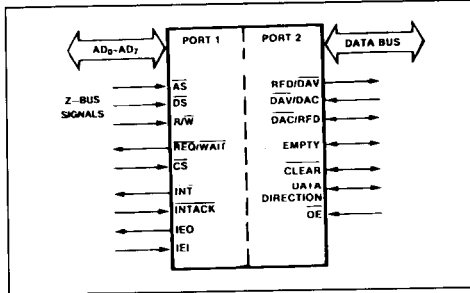 AD₀-AD₇
PORT 1
PORT 2
DATA BUS
Z-BUS
SIGNALS
AS
DS
R/W
REQ/WAIT
CS
INT
INTACK
IEO
IEI
RFD/DAV
DAV/DAC
DAC/RFD
EMPTY
CLEAR
DATA
DIRECTION
OE